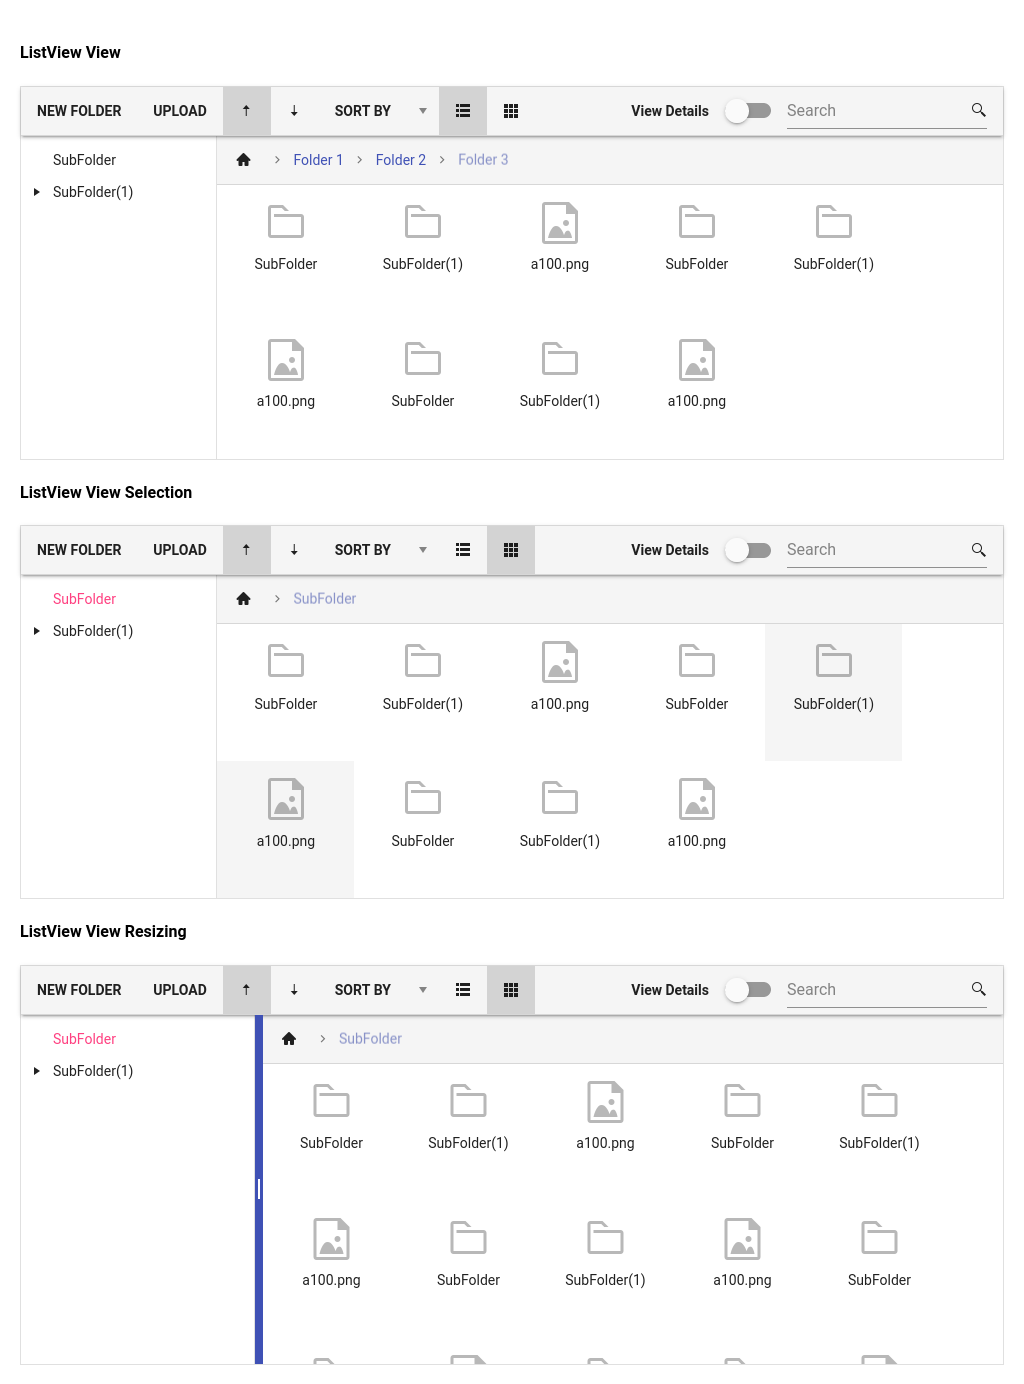 ListView View
NEW FOLDER UPLOAD SORT BY View Details Search
SubFolder
SubFolder(1)
Folder 1 Folder 2 Folder 3
SubFolder SubFolder(1) a100.png SubFolder SubFolder(1)
a100.png SubFolder SubFolder(1) a100.png
ListView View Selection
NEW FOLDER UPLOAD SORT BY View Details Search
SubFolder
SubFolder(1)
SubFolder
SubFolder SubFolder(1) a100.png SubFolder SubFolder(1)
a100.png SubFolder SubFolder(1) a100.png
ListView View Resizing
NEW FOLDER UPLOAD SORT BY View Details Search
SubFolder
SubFolder(1)
SubFolder
SubFolder SubFolder(1) a100.png SubFolder SubFolder(1)
a100.png SubFolder SubFolder(1) a100.png SubFolder